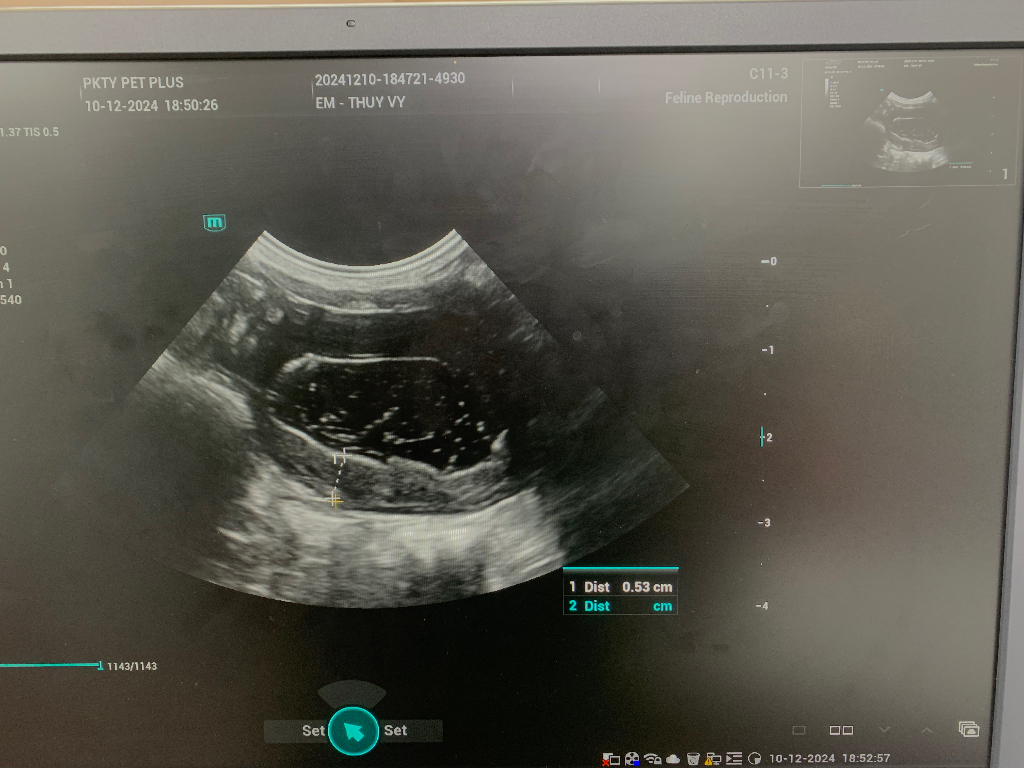 PKTY PET PLUS
10-12-2024 18:50:26
20241210-184721-4930
EM - THUY VY
C11-3
Feline Reproduction
1.37 TIS 0.5
1
m
0
4
1
540
0
-1
2
-3
-4
1 Dist 0.53 cm
2 Dist cm
1143/1143
Set Set
10-12-2024 18:52:57